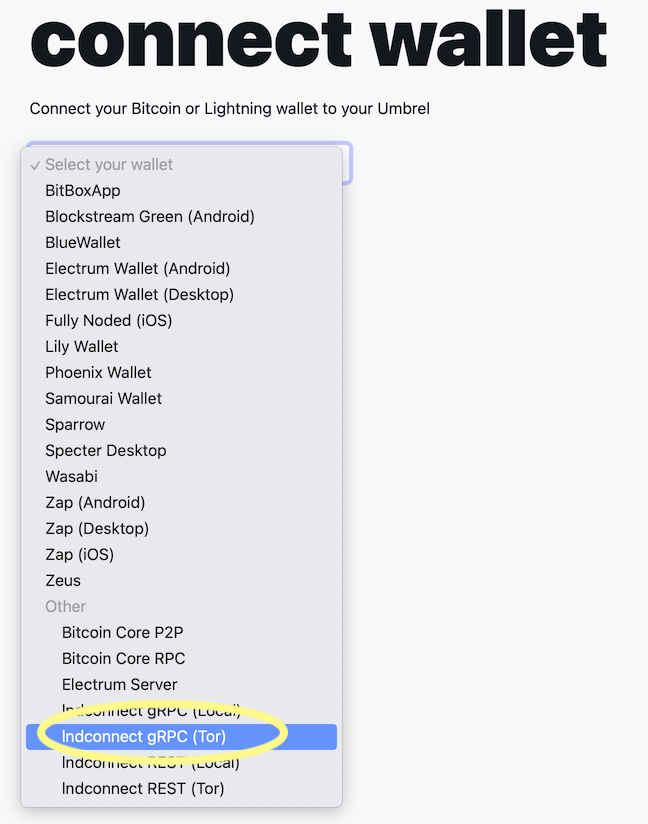 connect wallet
Connect your Bitcoin or Lightning wallet to your Umbrel
✓ Select your wallet
BitBoxApp
Blockstream Green (Android)
BlueWallet
Electrum Wallet (Android)
Electrum Wallet (Desktop)
Fully Noded (iOS)
Lily Wallet
Phoenix Wallet
Samourai Wallet
Sparrow
Specter Desktop
Wasabi
Zap (Android)
Zap (Desktop)
Zap (iOS)
Zeus
Other
Bitcoin Core P2P
Bitcoin Core RPC
Electrum Server
lndconnect gRPC (Local)
lndconnect gRPC (Tor)
lndconnect REST (Local)
lndconnect REST (Tor)